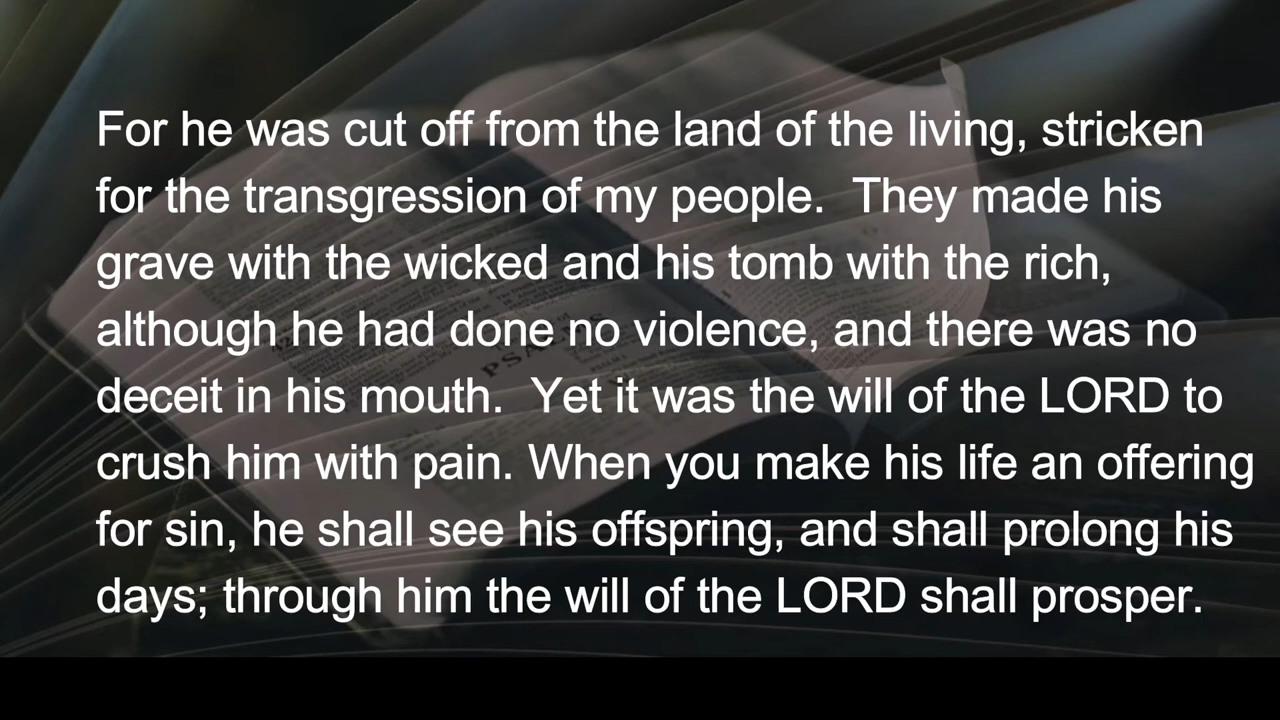 For he was cut off from the land of the living, stricken
for the transgression of my people.  They made his
grave with the wicked and his tomb with the rich,
although he had done no violence, and there was no
deceit in his mouth.  Yet it was the will of the LORD to
crush him with pain. When you make his life an offering
for sin, he shall see his offspring, and shall prolong his
days; through him the will of the LORD shall prosper.